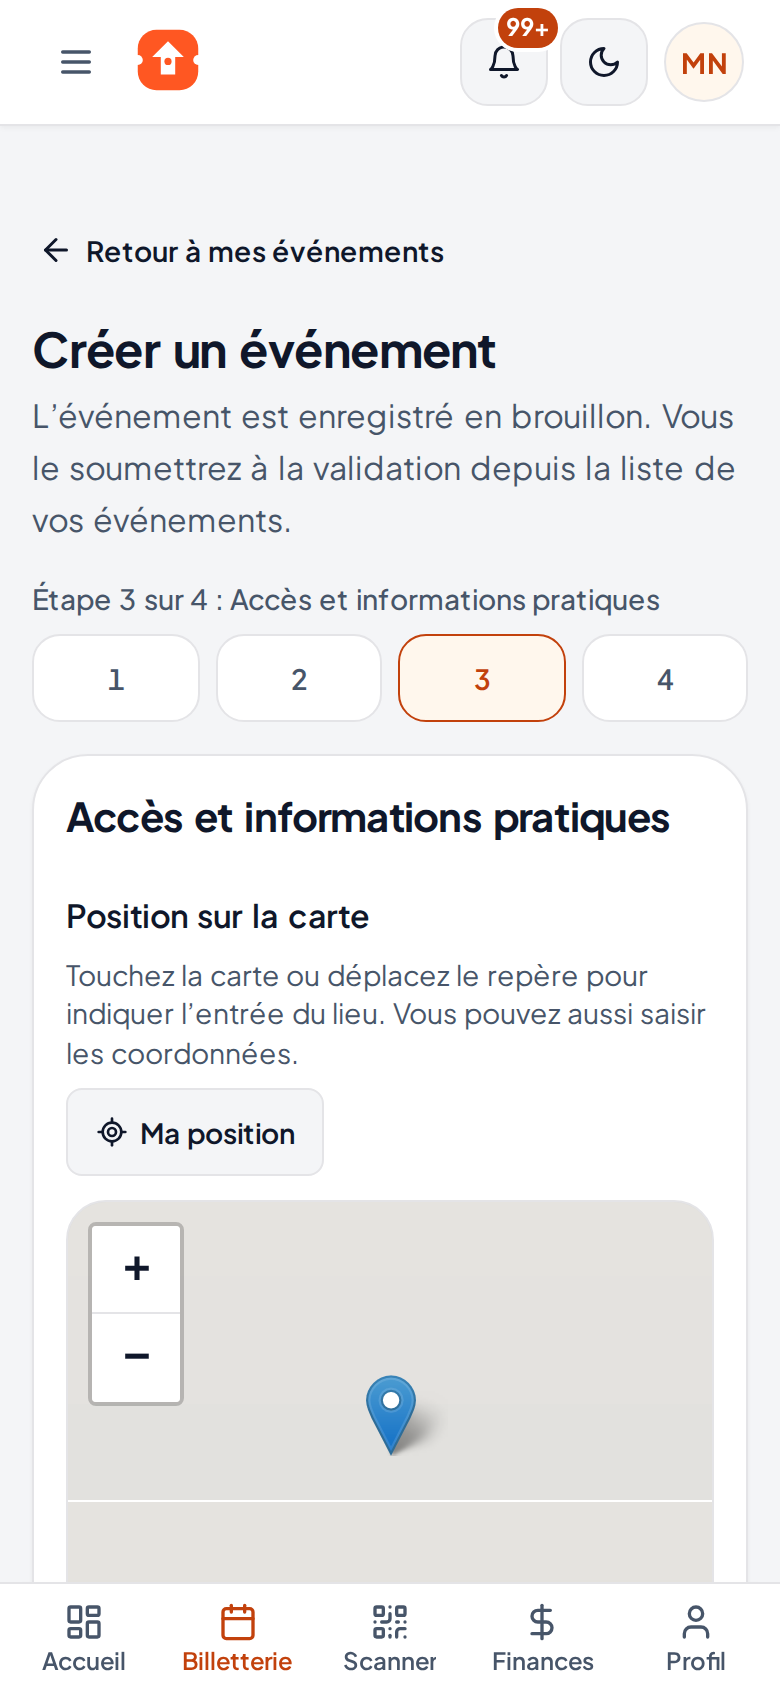 99+
MN
Retour à mes événements
Créer un événement
L’événement est enregistré en brouillon. Vous
le soumettrez à la validation depuis la liste de
vos événements.
Étape 3 sur 4 : Accès et informations pratiques
1 2 3 4
Accès et informations pratiques
Position sur la carte
Touchez la carte ou déplacez le repère pour
indiquer l’entrée du lieu. Vous pouvez aussi saisir
les coordonnées.
Ma position
+
−
Accueil Billetterie Scanner Finances Profil